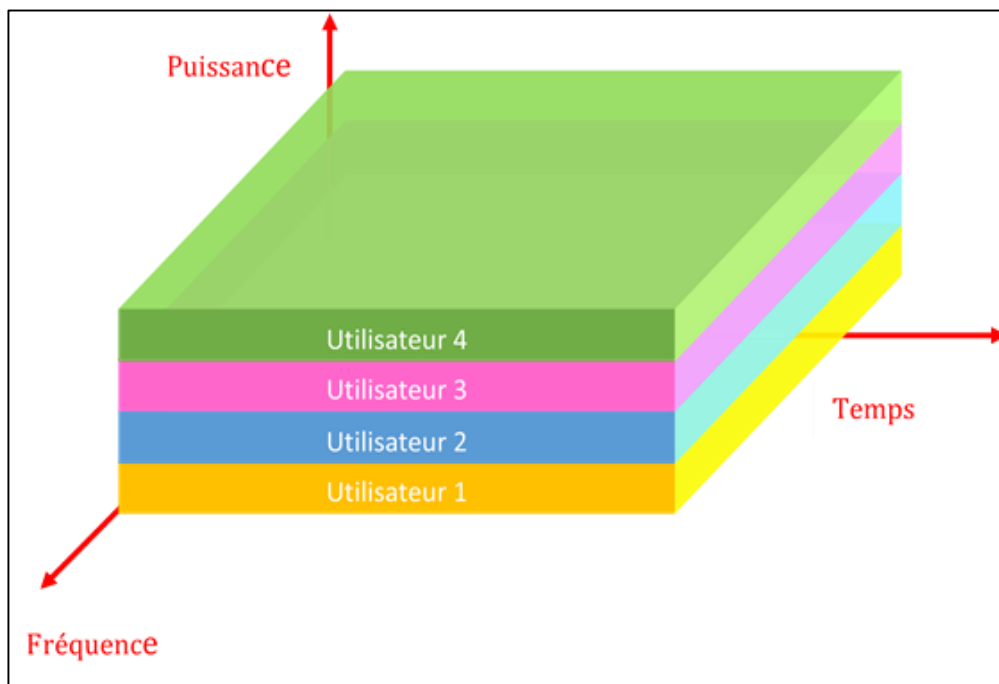 Puissance
Utilisateur 4
Utilisateur 3
Temps
Utilisateur 2
Utilisateur 1
Fréquence